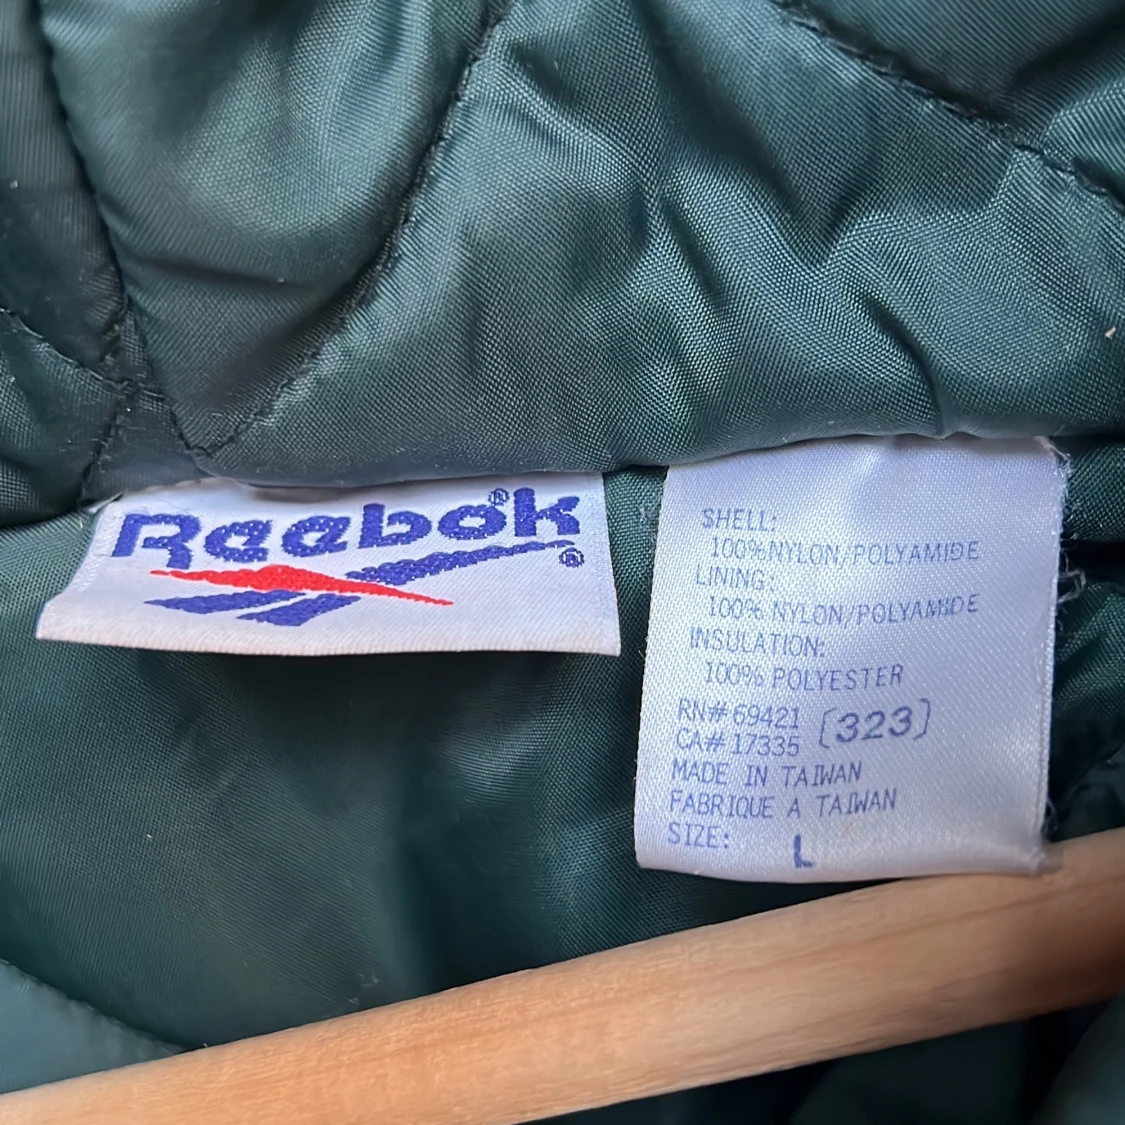 Reebok®
®
SHELL:
100% NYLON/POLYAMIDE
LINING:
100% NYLON/POLYAMIDE
INSULATION:
100% POLYESTER
RN# 69421 [323]
CA# 17335
MADE IN TAIWAN
FABRIQUE A TAIWAN
SIZE: L